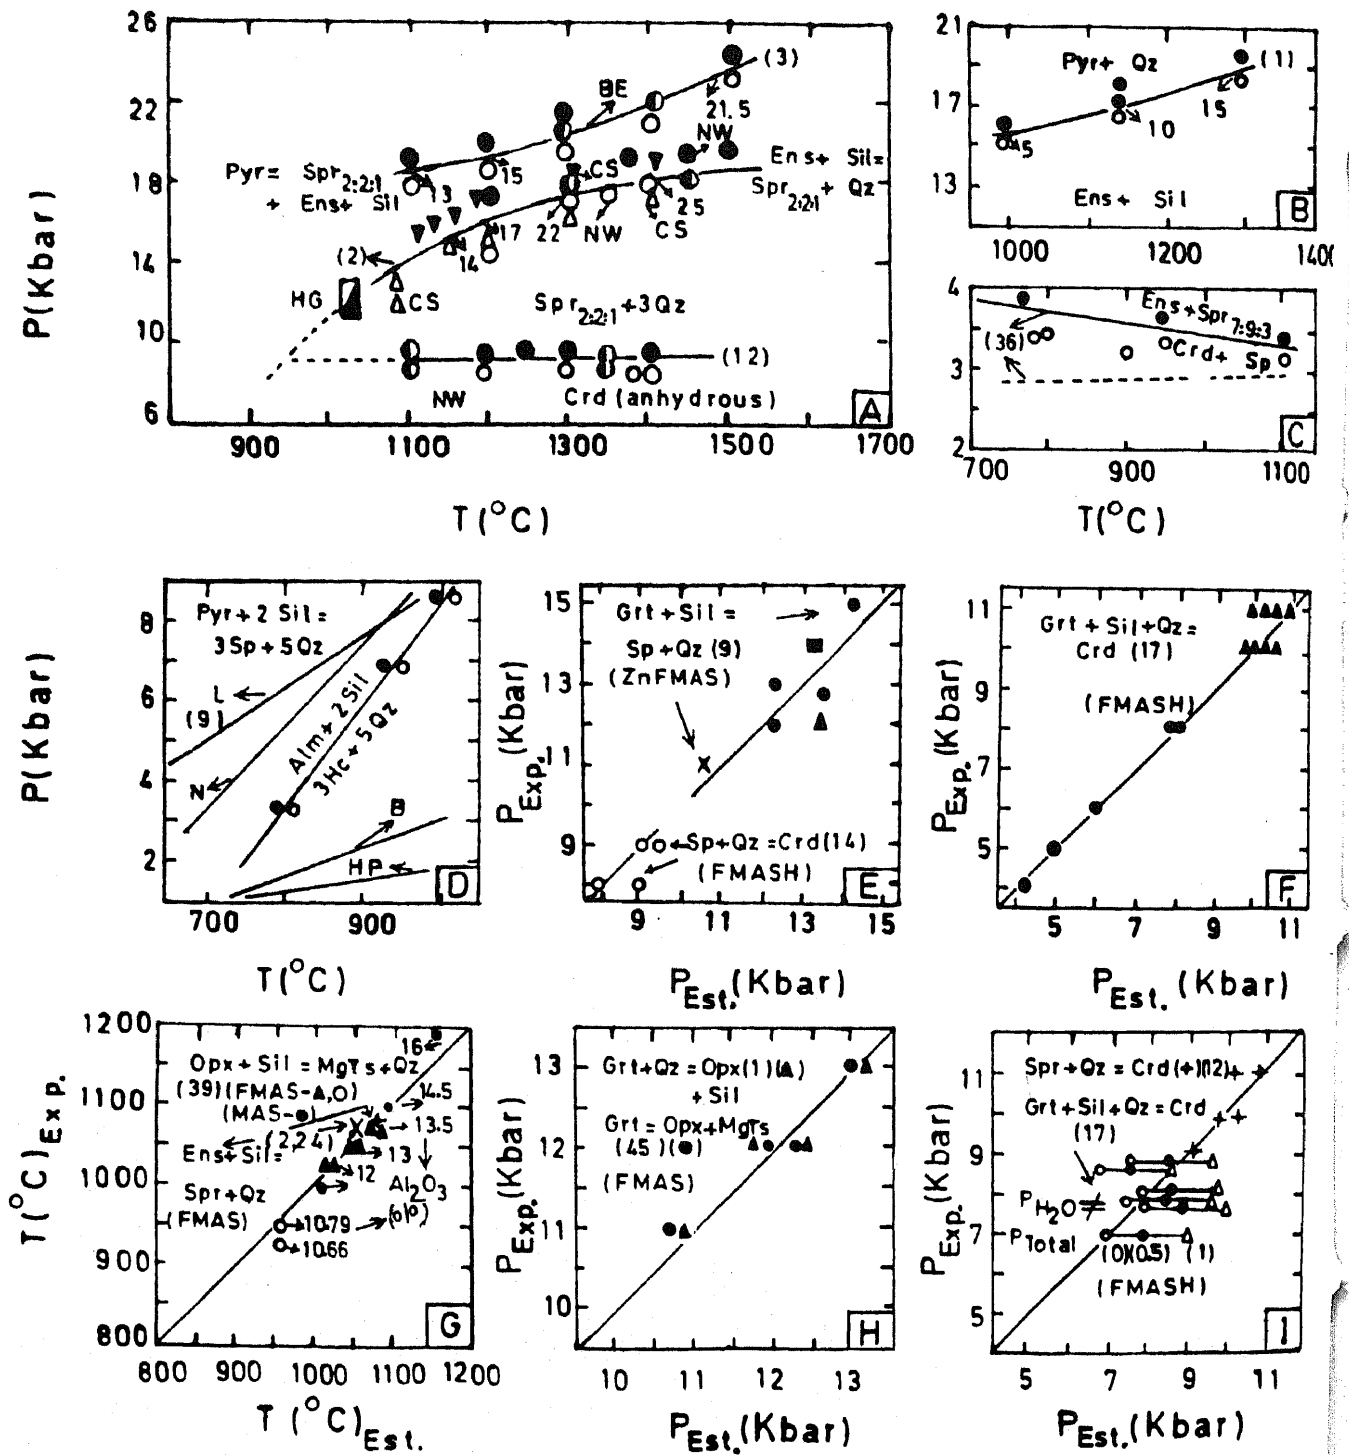 P(Kbar)
26
22
18
14
10
6
900
1100
1300
1500
1700
T(°C)
(3)
BE
21.5
NW
Pyr= Spr2:2:1
+ Ens+ Sil
13
15
CS
Ens+ Sil=
Spr2:2:1+ Qz
25
22
NW
CS
17
14
(2)
HG
CS
Spr2:2:1+3Qz
(12)
NW
Crd (anhydrous)
A
21
17
13
1000
1200
Pyr+ Qz
(1)
15
10
5
Ens+ Sil
B
4
3
2
700
900
1100
T(°C)
Ens+Spr7:9:3
(36)
Crd+ Sp
C
P(Kbar)
8
6
4
2
700
900
T(°C)
Pyr+2 Sil=
3Sp+5Qz
L
(9)
Alm+2Sil
3Hc+5Qz
N
B
HP
D
PExp.(Kbar)
15
13
11
9
9
11
13
15
PEst.(Kbar)
Grt+Sil=
Sp+Qz (9)
(ZnFMAS)
Sp+Qz=Crd(14)
(FMASH)
E
PExp.(Kbar)
11
9
7
5
5
7
9
11
PEst.(Kbar)
Grt+Sil+Qz=
Crd (17)
(FMASH)
F
T(°C)Exp.
1200
1100
1000
900
800
800
900
1000
1100
1200
T(°C)Est.
16
Opx+Sil=MgTs+Qz
(39)(FMAS-▲,O)
(MAS-●)
14.5
13.5
(2,24)
Ens+Sil=
13
12
Spr+Qz
(FMAS)
Al2O3
(o/o)
10.79
10.66
G
PExp.(Kbar)
13
12
11
10
10
11
12
13
PEst.(Kbar)
Grt+Qz=Opx(1)(▲)
+ Sil
Grt=Opx+MgTs
(45)(●)
(FMAS)
H
PExp.(Kbar)
11
9
7
5
5
7
9
11
PEst.(Kbar)
Spr+Qz=Crd(+)(12)
Grt+Sil+Qz=Crd
(17)
PH2O≠
PTotal
(0)(0.5) (1)
(FMASH)
I